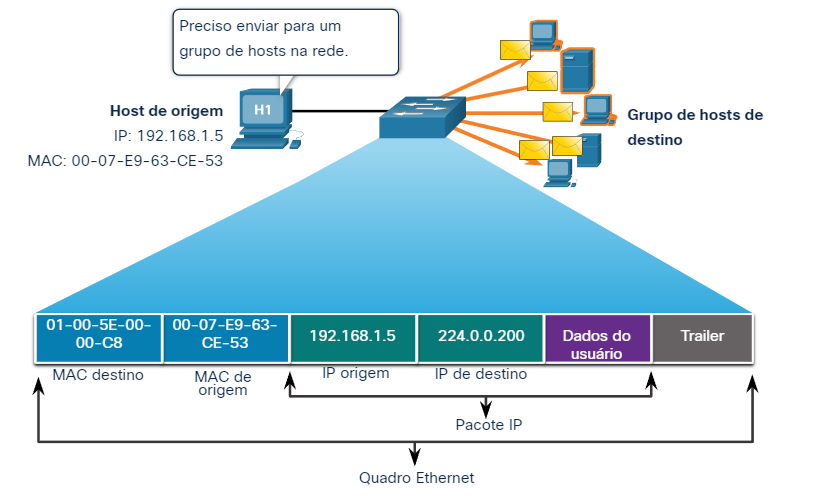 Preciso enviar para um
grupo de hosts na rede.
H1
Host de origem
IP: 192.168.1.5
MAC: 00-07-E9-63-CE-53
Grupo de hosts de
destino
01-00-5E-00-
00-C8
00-07-E9-63-
CE-53
192.168.1.5
224.0.0.200
Dados do
usuário
Trailer
MAC destino
MAC de
origem
IP origem
IP de destino
Pacote IP
Quadro Ethernet